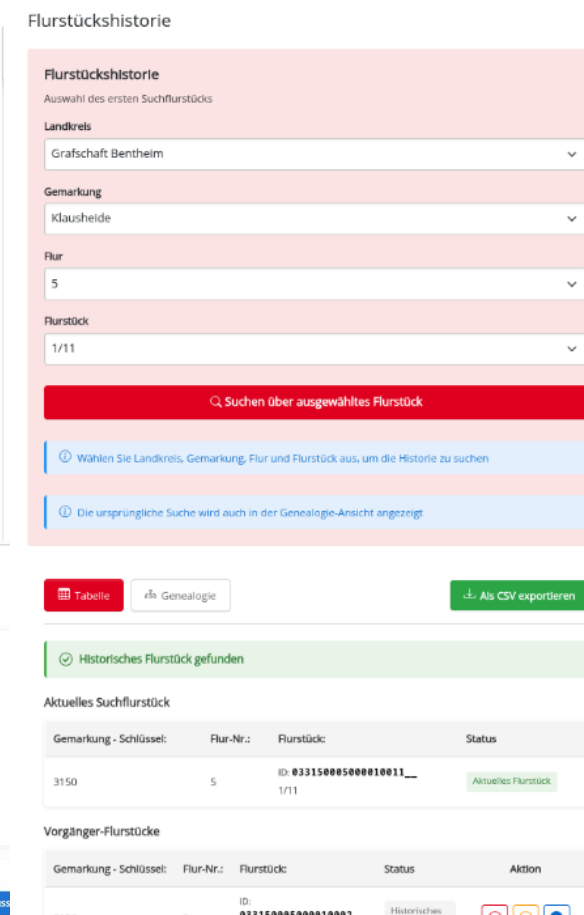 Flurstückshistorie
Flurstückshistorie
Auswahl des ersten Suchflurstücks
Landkreis
Grafschaft Bentheim
Gemarkung
Klausheide
Flur
5
Flurstück
1/11
Suchen über ausgewähltes Flurstück
Wählen Sie Landkreis, Gemarkung, Flur und Flurstück aus, um die Historie zu suchen
Die ursprüngliche Suche wird auch in der Genealogie-Ansicht angezeigt
Tabelle Genealogie Als CSV exportieren
Historisches Flurstück gefunden
Aktuelles Suchflurstück
Gemarkung - Schlüssel: Flur-Nr.: Flurstück: Status
3150 5 ID: 033150005000010011__ Aktuelles Flurstück
1/11
Vorgänger-Flurstücke
Gemarkung - Schlüssel: Flur-Nr.: Flurstück: Status Aktion
ID:
Historisches